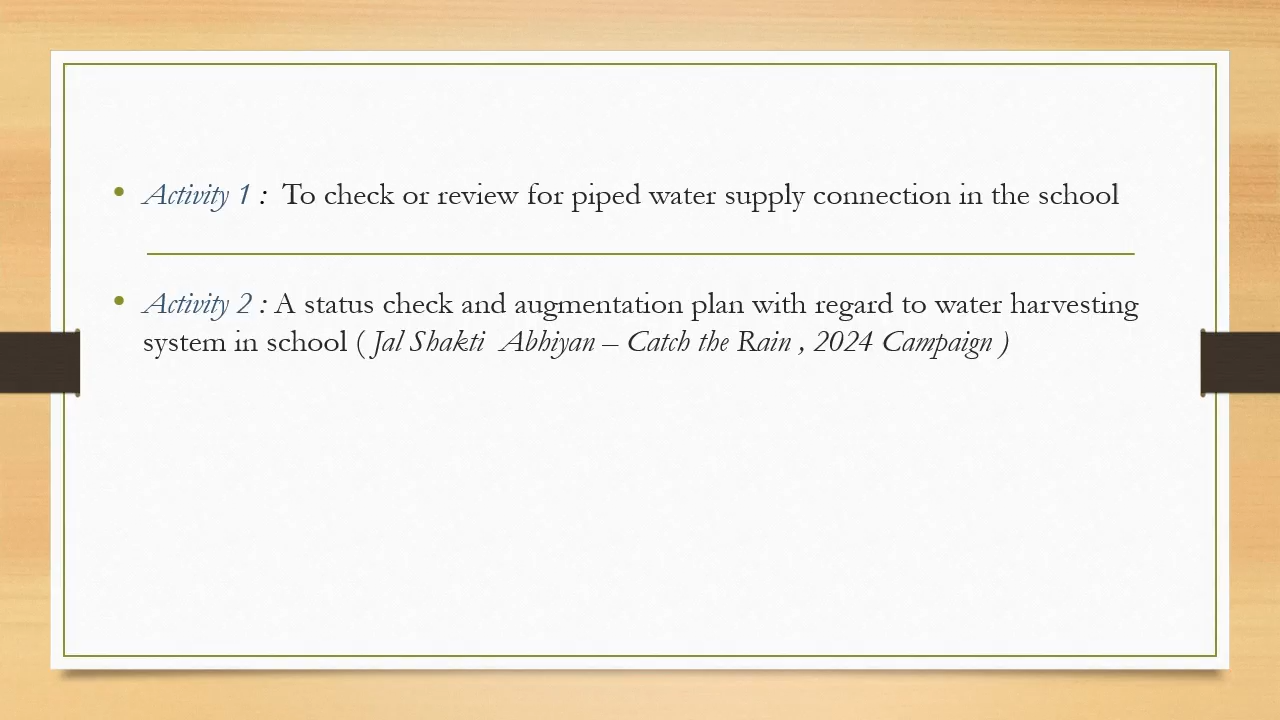 • Activity 1 : To check or review for piped water supply connection in the school
• Activity 2 : A status check and augmentation plan with regard to water harvesting
system in school ( Jal Shakti Abhiyan – Catch the Rain , 2024 Campaign )